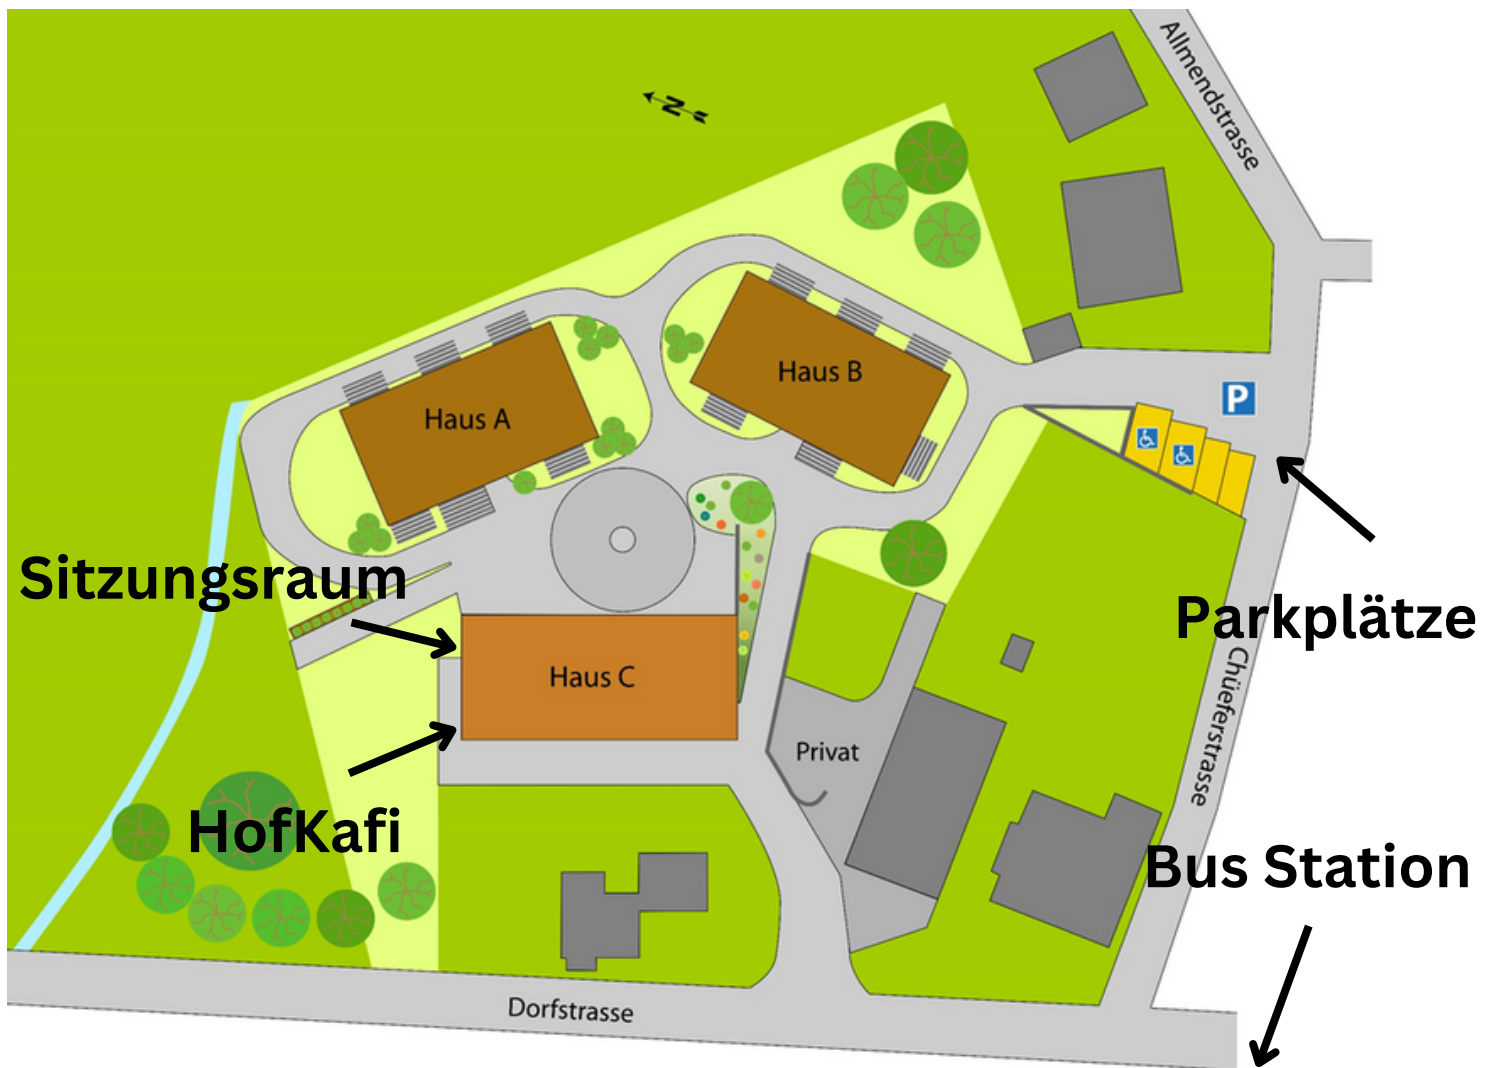 Allmendstrasse
N
Haus B
Haus A
P
Sitzungsraum
Parkplätze
Haus C
Chüeferstrasse
Privat
HofKafi
Bus Station
Dorfstrasse